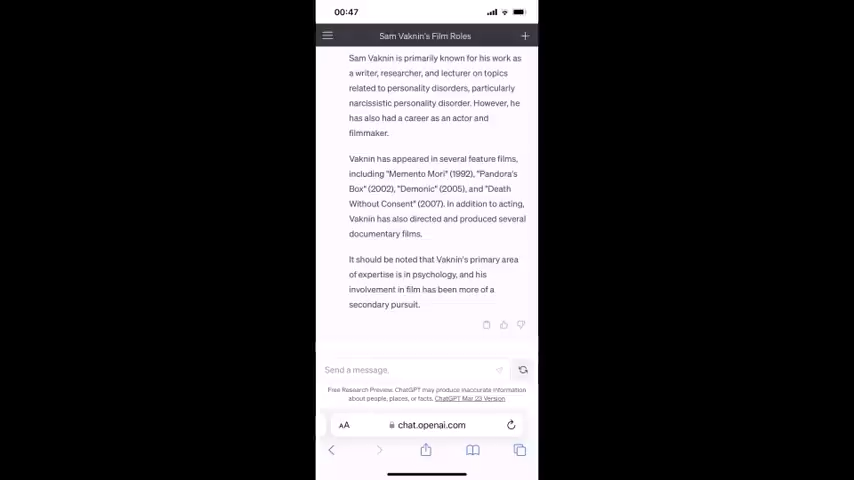 00:47
Sam Vaknin's Film Roles
Sam Vaknin is primarily known for his work as
a writer, researcher, and lecturer on topics
related to personality disorders, particularly
narcissistic personality disorder. However, he
has also had a career as an actor and
filmmaker.
Vaknin has appeared in several feature films,
including "Memento Mori" (1992), "Pandora's
Box" (2002), "Demonic" (2005), and "Death
Without Consent" (2007). In addition to acting,
Vaknin has also directed and produced several
documentary films.
It should be noted that Vaknin's primary area
of expertise is in psychology, and his
involvement in film has been more of a
secondary pursuit.
Send a message.
Free Research Preview. ChatGPT may produce inaccurate information
about people, places, or facts. ChatGPT Mar 23 Version
AA chat.openai.com